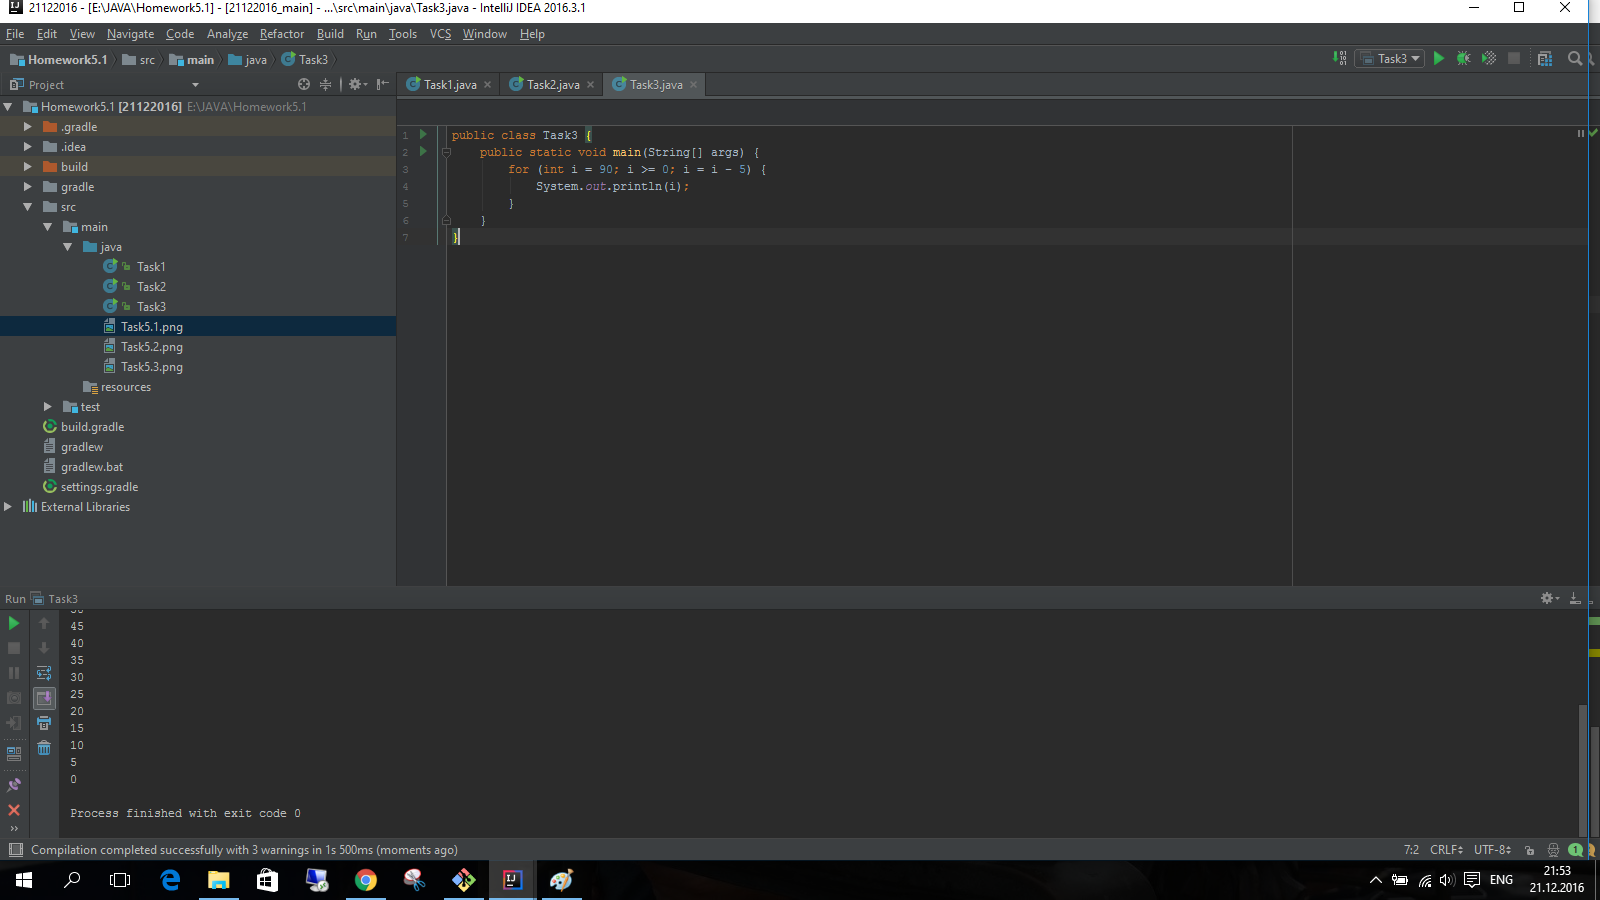 21122016 - [E:\JAVA\Homework5.1] - [21122016_main] - ...\src\main\java\Task3.java - IntelliJ IDEA 2016.3.1
File Edit View Navigate Code Analyze Refactor Build Run Tools VCS Window Help
Homework5.1 src main java Task3
Task3
Project
Task1.java Task2.java Task3.java
Homework5.1 [21122016] E:\JAVA\Homework5.1
.gradle
.idea
build
gradle
src
main
java
Task1
Task2
Task3
Task5.1.png
Task5.2.png
Task5.3.png
resources
test
build.gradle
gradlew
gradlew.bat
settings.gradle
External Libraries
1 public class Task3 {
2 public static void main(String[] args) {
3 for (int i = 90; i >= 0; i = i - 5) {
4 System.out.println(i);
5 }
6 }
7 }
Run Task3
45
40
35
30
25
20
15
10
5
0
Process finished with exit code 0
Compilation completed successfully with 3 warnings in 1s 500ms (moments ago)
7:2 CRLF UTF-8 1
ENG
21:53
21.12.2016